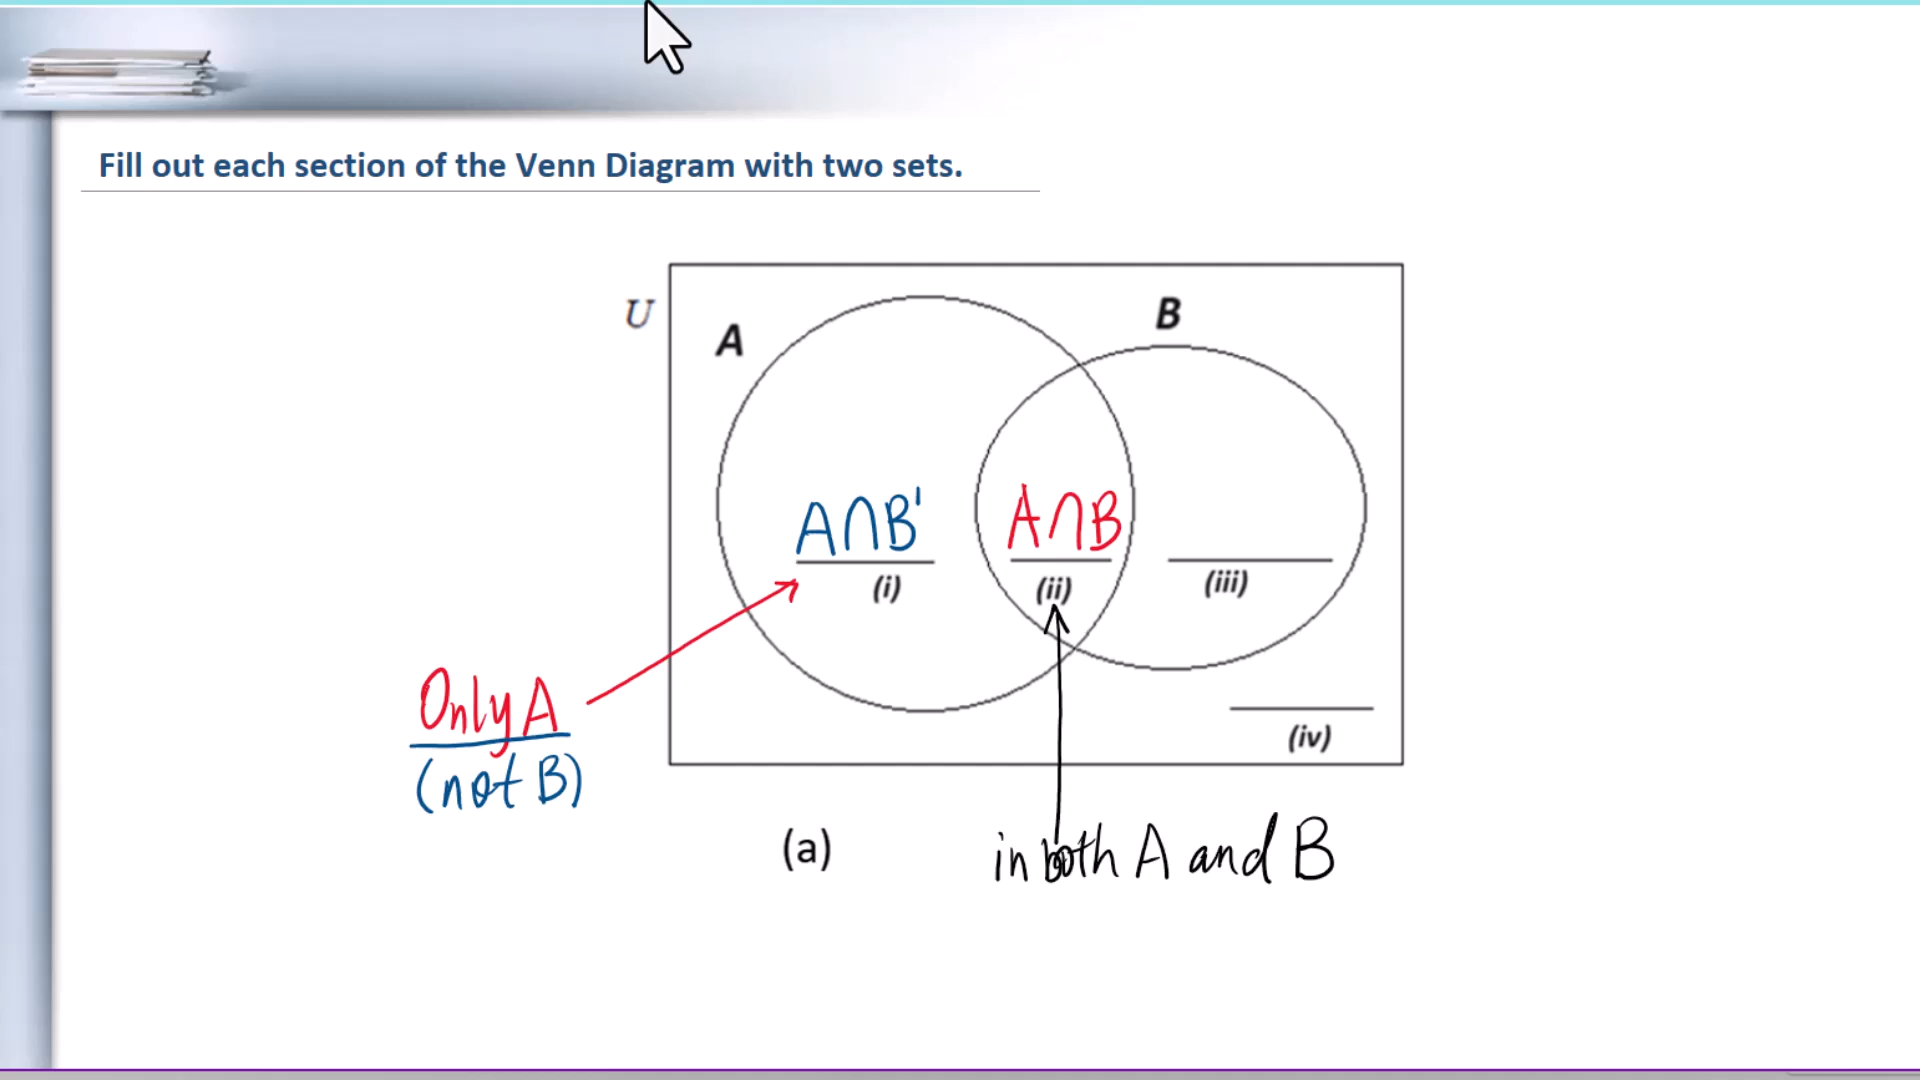 Fill out each section of the Venn Diagram with two sets.
U
A
B
A∩B'
A∩B
(i)
(ii)
(iii)
Only A
(not B)
(iv)
(a)
in both A and B